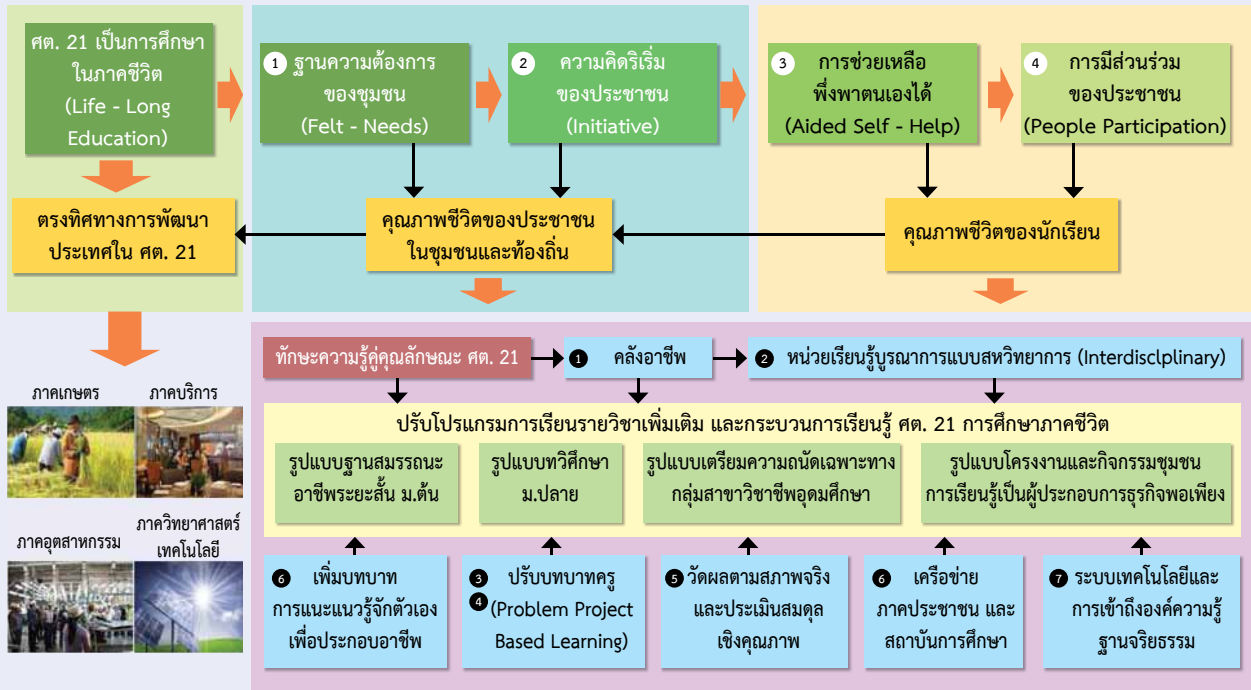 ศต. 21 เป็นการศึกษา
ในภาคชีวิต
(Life - Long
Education)
1 ฐานความต้องการ
ของชุมชน
(Felt - Needs)
2 ความคิดริเริ่ม
ของประชาชน
(Initiative)
3 การช่วยเหลือ
พึ่งพาตนเองได้
(Aided Self - Help)
4 การมีส่วนร่วม
ของประชาชน
(People Participation)
ตรงทิศทางการพัฒนา
ประเทศใน ศต. 21
คุณภาพชีวิตของประชาชน
ในชุมชนและท้องถิ่น
คุณภาพชีวิตของนักเรียน
ภาคเกษตร
ภาคบริการ
ภาคอุตสาหกรรม
ภาควิทยาศาสตร์
เทคโนโลยี
ทักษะความรู้คู่คุณลักษณะ ศต. 21
1 คลังอาชีพ
2 หน่วยเรียนรู้บูรณาการแบบสหวิทยาการ (Interdisclplinary)
ปรับโปรแกรมการเรียนรายวิชาเพิ่มเติม และกระบวนการเรียนรู้ ศต. 21 การศึกษาภาคชีวิต
รูปแบบฐานสมรรถนะ
อาชีพระยะสั้น ม.ต้น
รูปแบบทวิศึกษา
ม.ปลาย
รูปแบบเตรียมความถนัดเฉพาะทาง
กลุ่มสาขาวิชาชีพอุดมศึกษา
รูปแบบโครงงานและกิจกรรมชุมชน
การเรียนรู้เป็นผู้ประกอบการธุรกิจพอเพียง
6 เพิ่มบทบาท
การแนะแนวรู้จักตัวเอง
เพื่อประกอบอาชีพ
3 ปรับบทบาทครู
4 (Problem Project
Based Learning)
5 วัดผลตามสภาพจริง
และประเมินสมดุล
เชิงคุณภาพ
6 เครือข่าย
ภาคประชาชน และ
สถาบันการศึกษา
7 ระบบเทคโนโลยีและ
การเข้าถึงองค์ความรู้
ฐานจริยธรรม